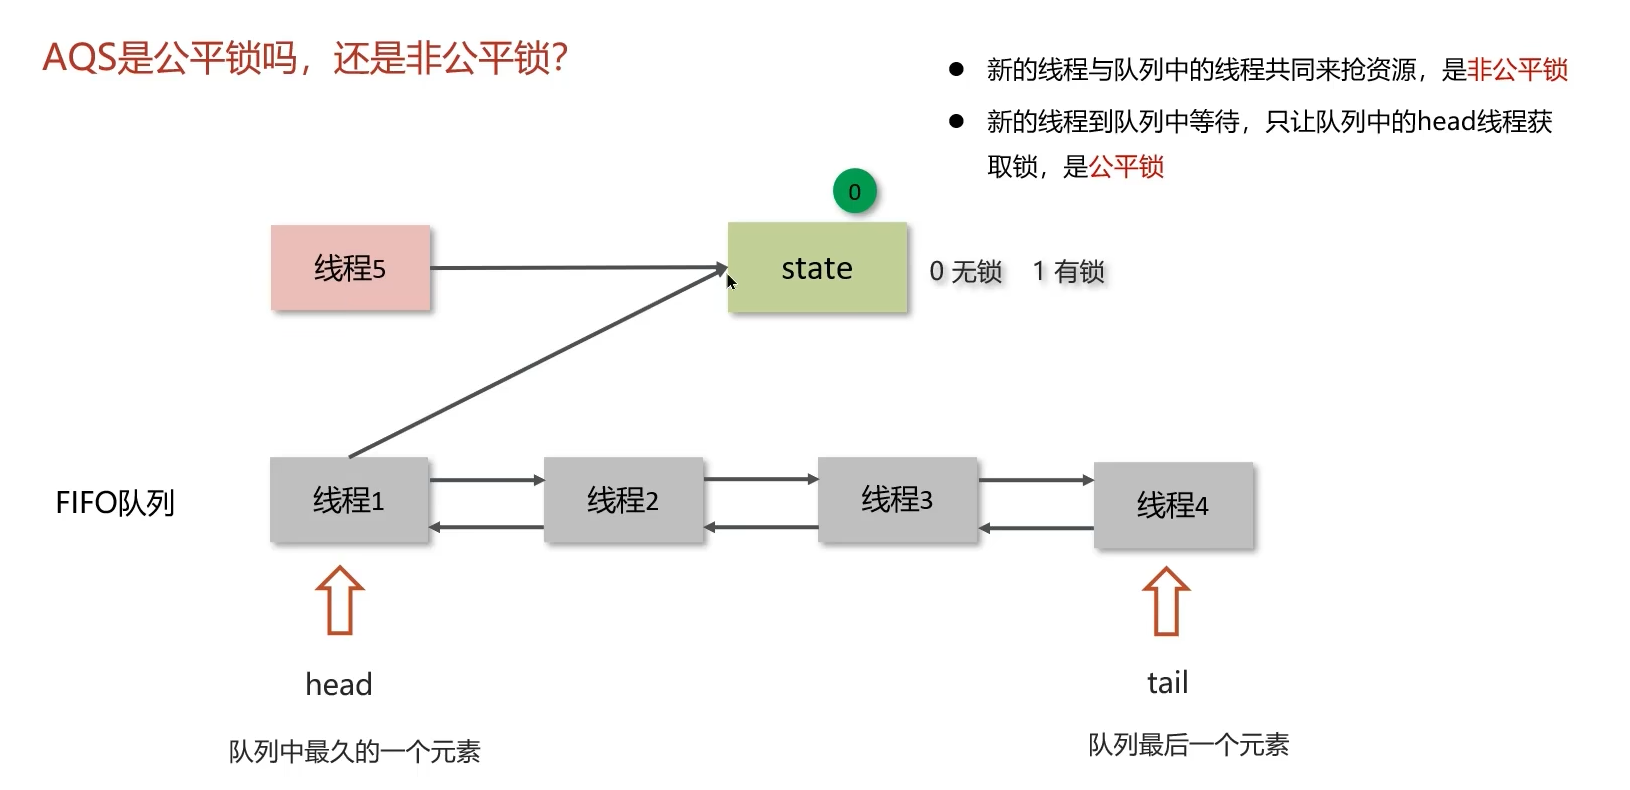 AQS是公平锁吗，还是非公平锁？
新的线程与队列中的线程共同来抢资源，是非公平锁
新的线程到队列中等待，只让队列中的head线程获
取锁，是公平锁
0
线程5
state
0 无锁 1 有锁
FIFO队列
线程1
线程2
线程3
线程4
head
tail
队列中最久的一个元素
队列最后一个元素